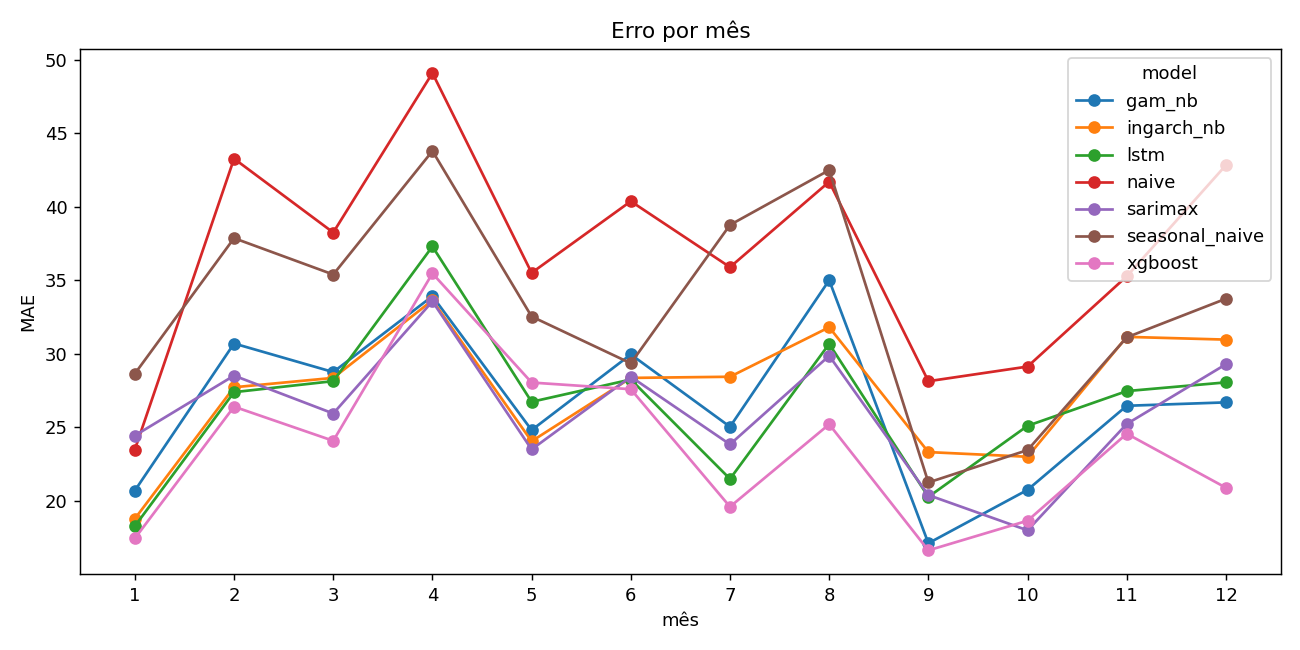 Erro por mês
50
45
40
35
30
25
20
MAE
model
gam_nb
ingarch_nb
lstm
naive
sarimax
seasonal_naive
xgboost
1 2 3 4 5 6 7 8 9 10 11 12
mês